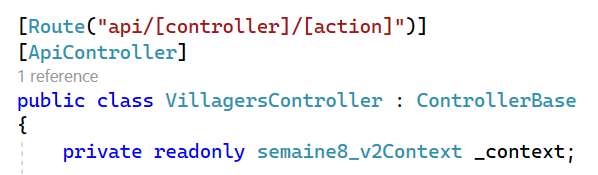 [Route("api/[controller]/[action]")]
[ApiController]
1 reference
public class VillagersController : ControllerBase
{
private readonly semaine8_v2Context _context;